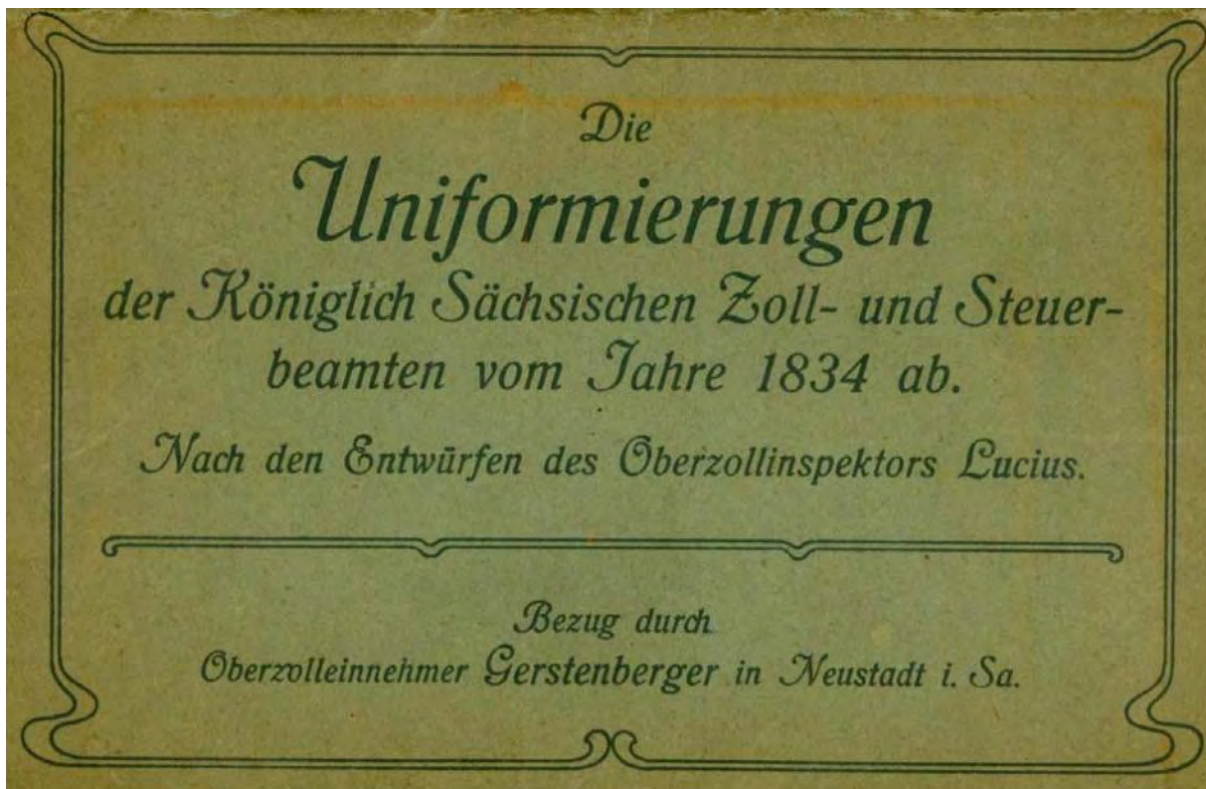 Die
Uniformierungen
der Königlich Sächsischen Zoll- und Steuer-
beamten vom Jahre 1834 ab.
Nach den Entwürfen des Oberzollinspektors Lucius.
Bezug durch
Oberzolleinnehmer Gerstenberger in Neustadt i. Sa.